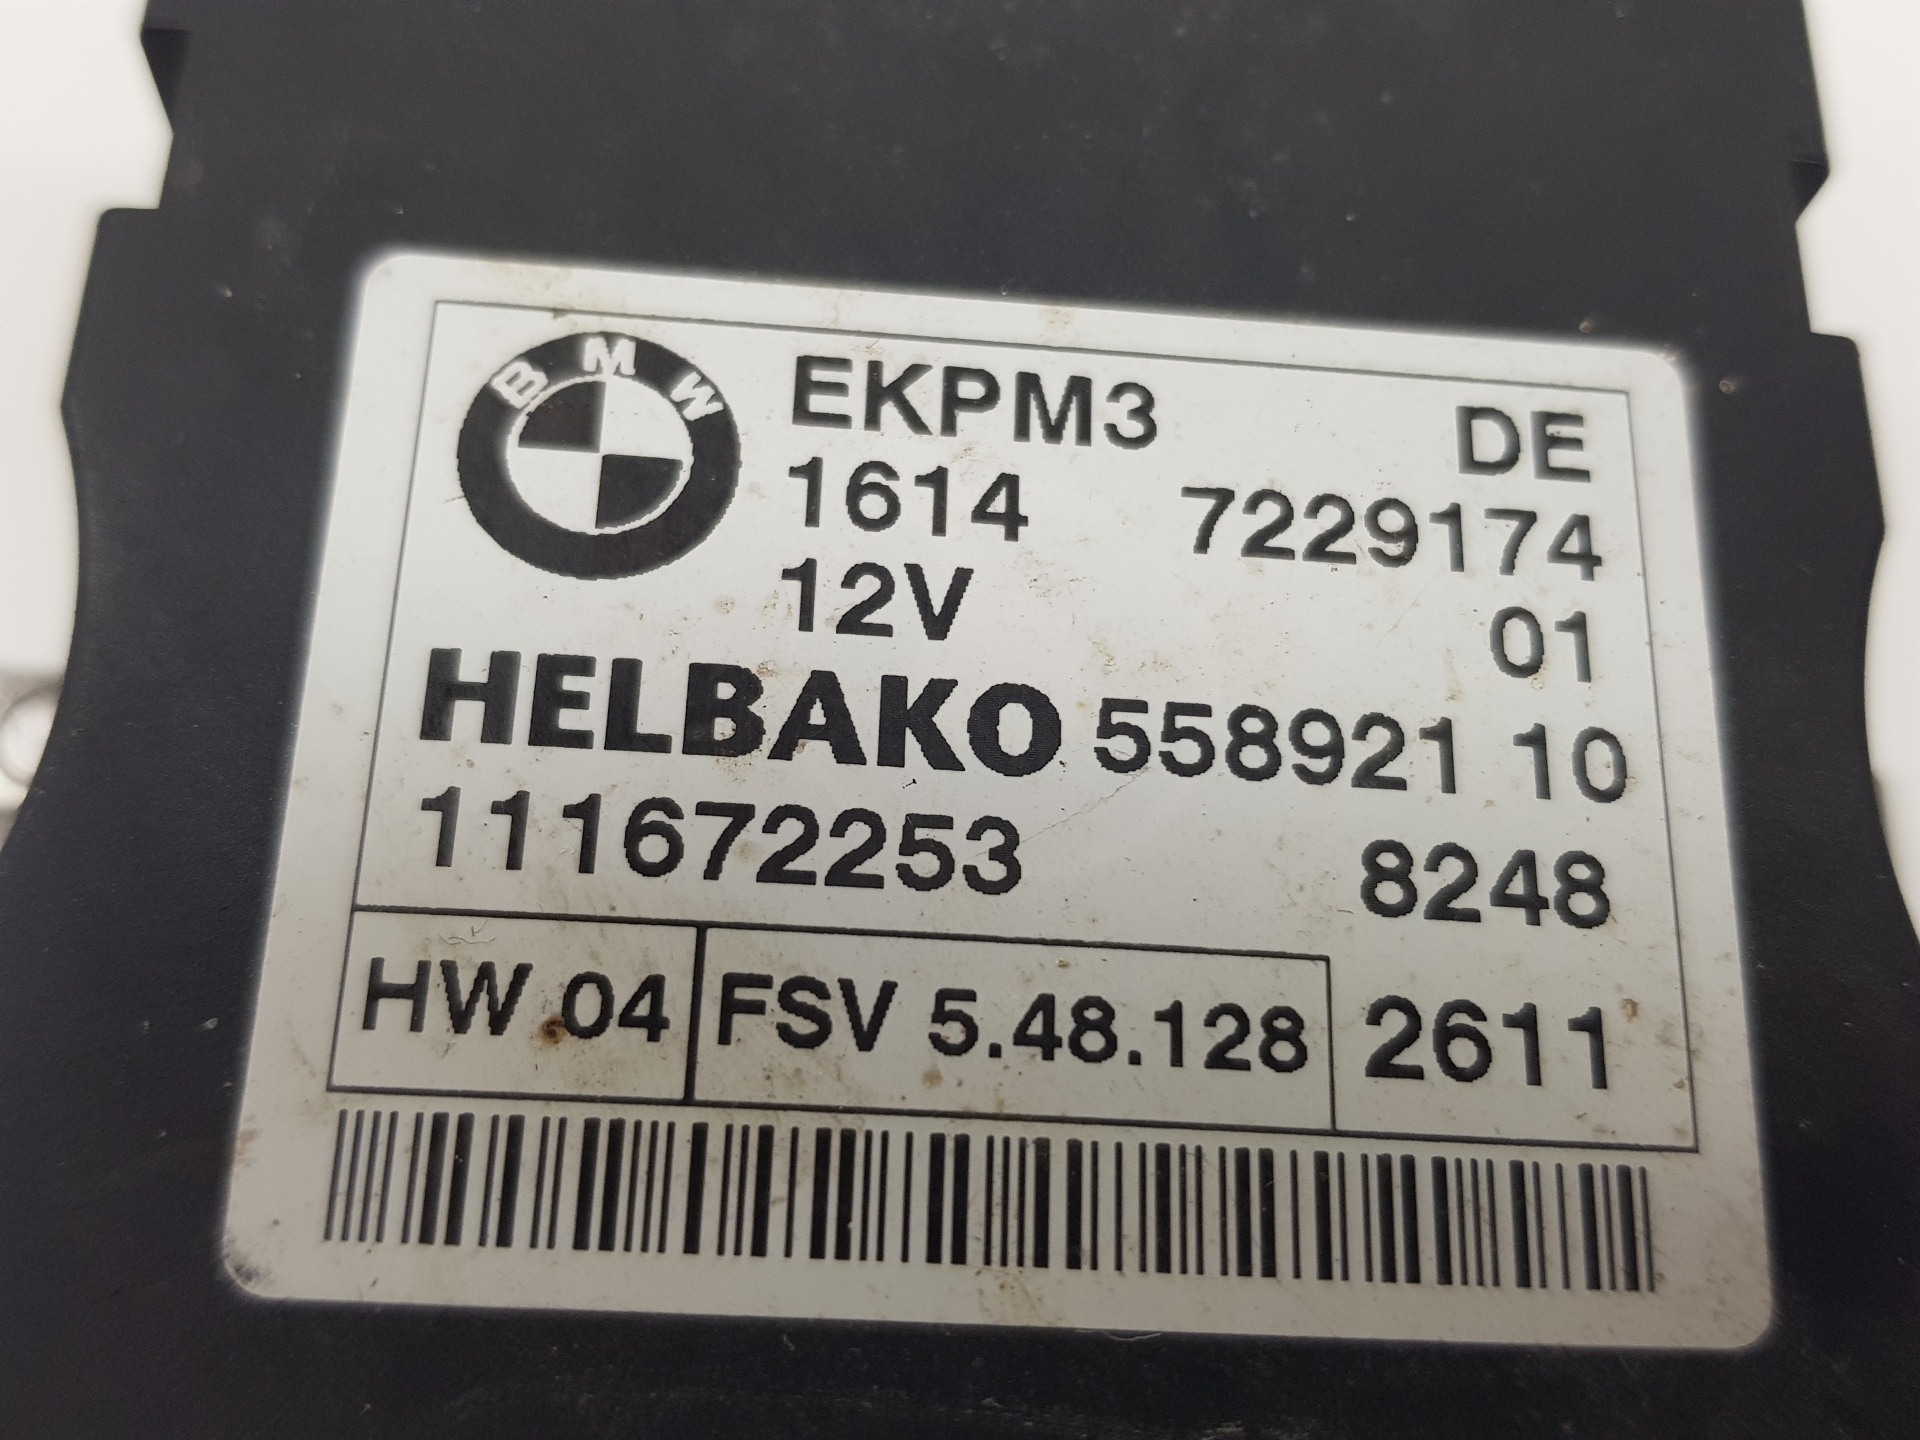 BMW
EKPM3 DE
1614 7229174
12V 01
HELBAKO 558921 10
111672253 8248
HW 04 FSV 5.48.128 2611